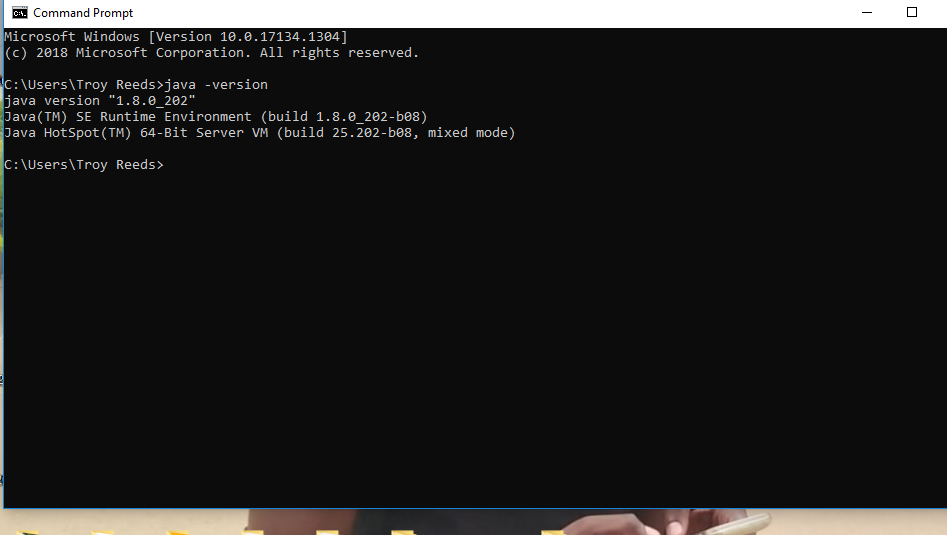 Command Prompt
Microsoft Windows [Version 10.0.17134.1304]
(c) 2018 Microsoft Corporation. All rights reserved.
C:\Users\Troy Reeds>java -version
java version "1.8.0_202"
Java(TM) SE Runtime Environment (build 1.8.0_202-b08)
Java HotSpot(TM) 64-Bit Server VM (build 25.202-b08, mixed mode)
C:\Users\Troy Reeds>